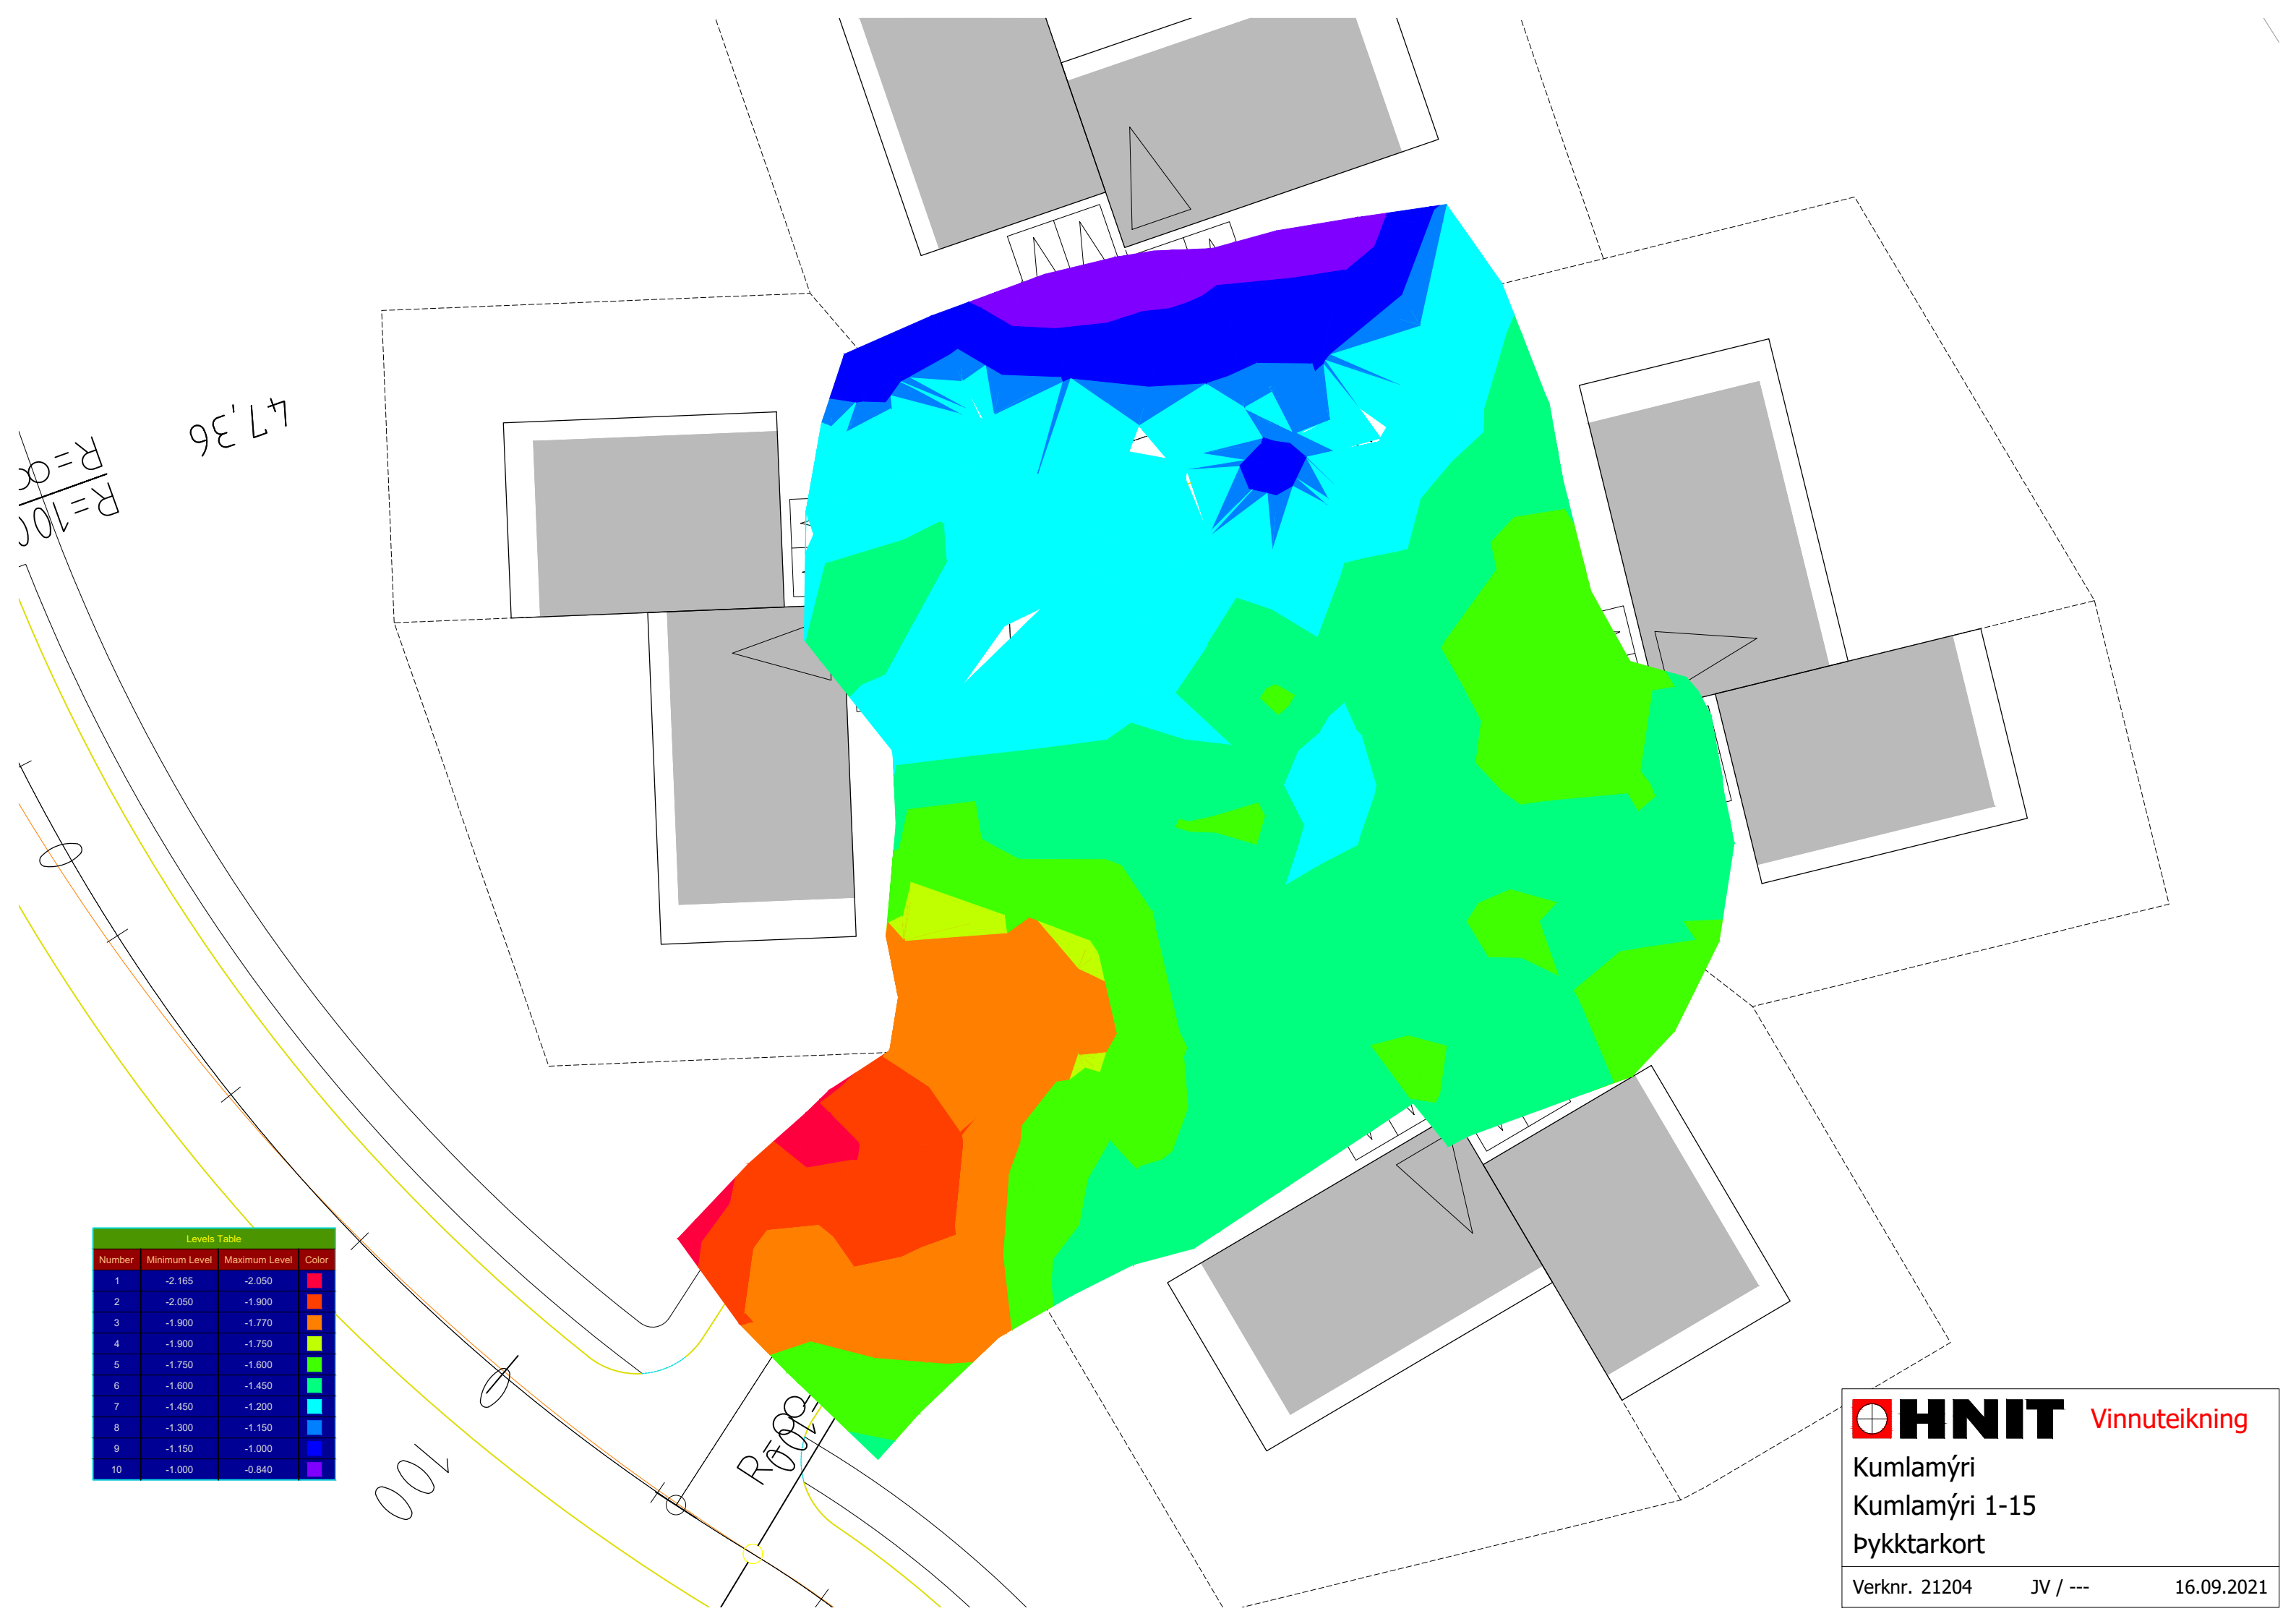 47.36
R=100
Levels Table
Number Minimum Level Maximum Level Color
1 -2.165 -2.050
2 -2.050 -1.900
3 -1.900 -1.770
4 -1.900 -1.750
5 -1.750 -1.600
6 -1.600 -1.450
7 -1.450 -1.200
8 -1.300 -1.150
9 -1.150 -1.000
10 -1.000 -0.840
100
HNIT Vinnuteikning
Kumlamýri
Kumlamýri 1-15
Þykktarkort
Verknr. 21204 JV / --- 16.09.2021